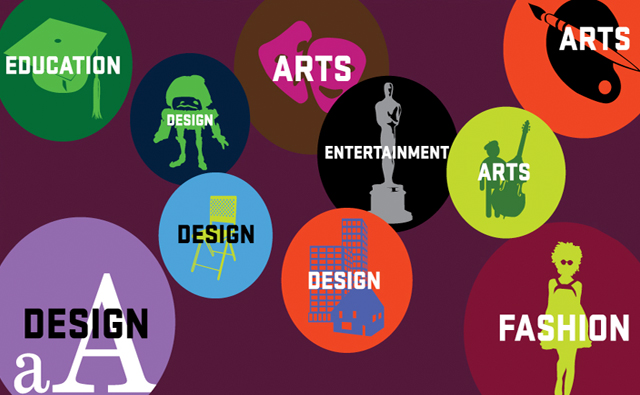 EDUCATION
ARTS
ARTS
DESIGN
ENTERTAINMENT
ARTS
DESIGN
DESIGN
DESIGN
aA
FASHION